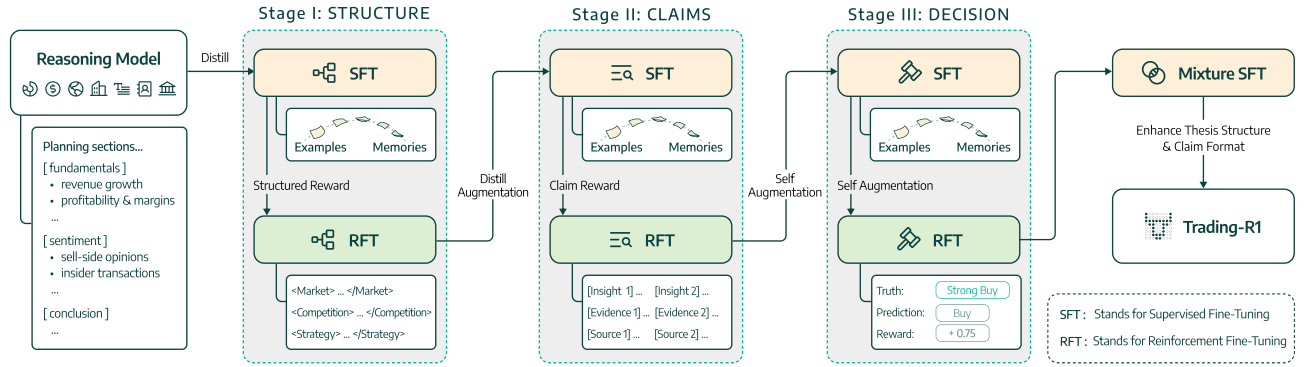 Reasoning Model
Planning sections...
[ fundamentals ]
• revenue growth
• profitability & margins
...
[ sentiment ]
• sell-side opinions
• insider transactions
...
[ conclusion ]
...
Distill
Stage I: STRUCTURE
SFT
Examples Memories
Structured Reward
RFT
<Market> ... </Market>
<Competition> ... </Competition>
<Strategy> ... </Strategy>
Distill
Augmentation
Stage II: CLAIMS
SFT
Examples Memories
Claim Reward
RFT
[Insight 1] ... [Insight 2] ...
[Evidence 1] ... [Evidence 2] ...
[Source 1] ... [Source 2] ...
Self
Augmentation
Stage III: DECISION
SFT
Examples Memories
Self Augmentation
RFT
Truth: Strong Buy
Prediction: Buy
Reward: + 0.75
Mixture SFT
Enhance Thesis Structure
& Claim Format
Trading-R1
SFT : Stands for Supervised Fine-Tuning
RFT : Stands for Reinforcement Fine-Tuning